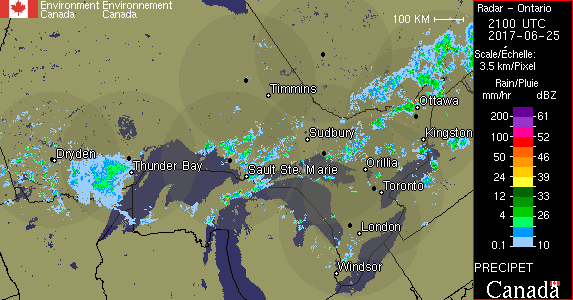 Environment Environnement
Canada Canada
100 KM
Timmins
Ottawa
Sudbury
Kingston
Dryden
Thunder Bay
Sault Ste. Marie
Orillia
Toronto
London
Windsor
Radar - Ontario
2100 UTC
2017-06-25
Scale/Échelle:
3.5 km/Pixel
Rain/Pluie
mm/hr dBZ
200 61
100 52
50 46
24 39
12 33
4 26
0.1 10
PRECIPET
Canada